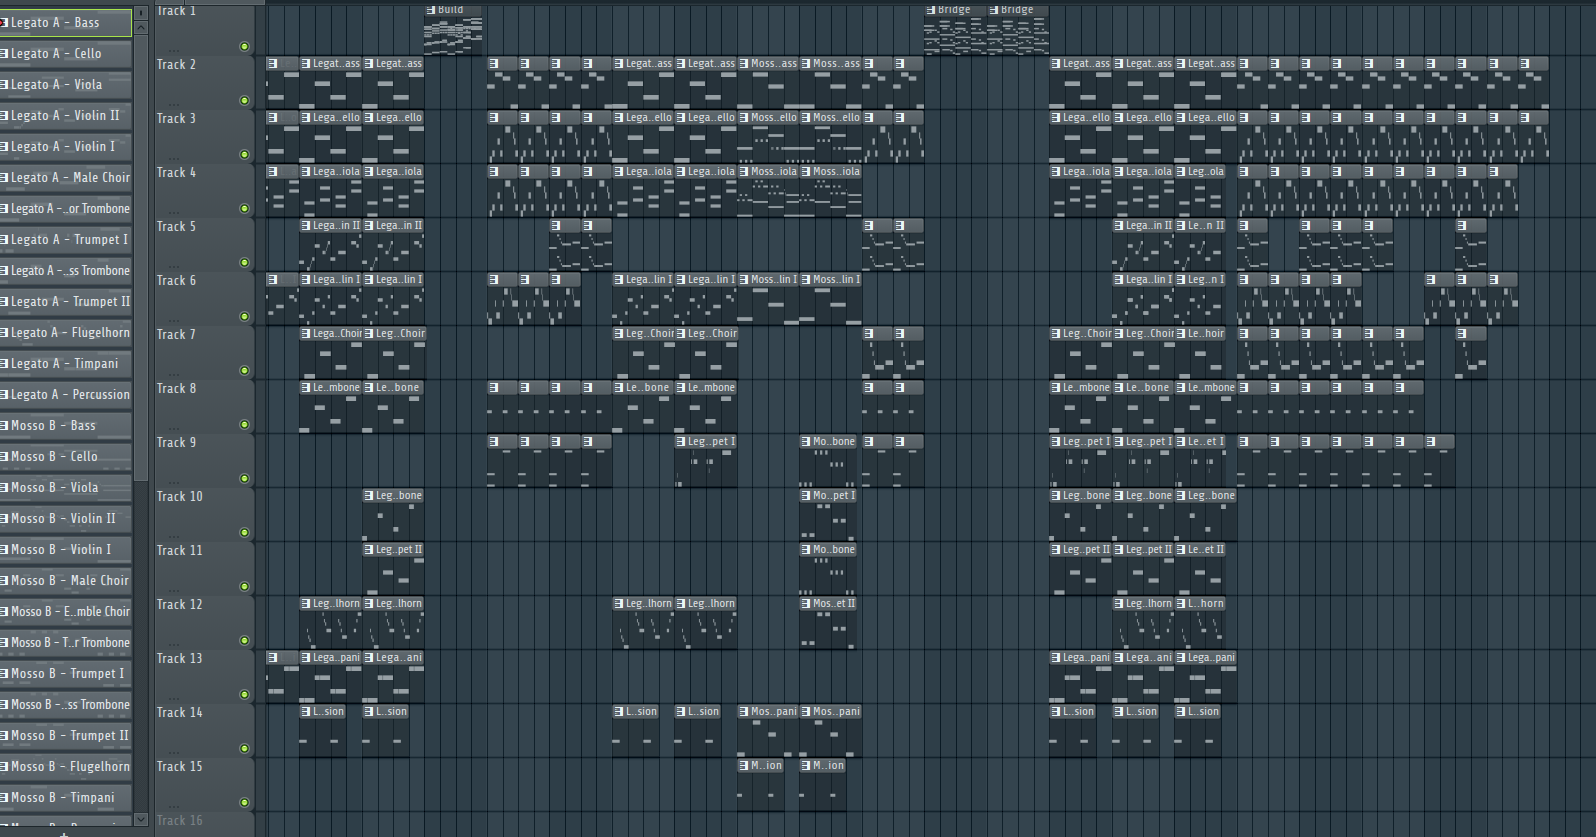 Legato A - Bass
Legato A - Cello
Legato A - Viola
Legato A - Violin II
Legato A - Violin I
Legato A - Male Choir
Legato A -..or Trombone
Legato A - Trumpet I
Legato A -..ss Trombone
Legato A - Trumpet II
Legato A - Flugelhorn
Legato A - Timpani
Legato A - Percussion
Mosso B - Bass
Mosso B - Cello
Mosso B - Viola
Mosso B - Violin II
Mosso B - Violin I
Mosso B - Male Choir
Mosso B - E..mble Choir
Mosso B - T..r Trombone
Mosso B - Trumpet I
Mosso B -..ss Trombone
Mosso B - Trumpet II
Mosso B - Flugelhorn
Mosso B - Timpani
Track 1
Build Bridge Bridge
Track 2
Legat..ass Legat..ass Legat..ass Legat..ass Moss..ass Moss..ass Legat..ass Legat..ass Legat..ass
Track 3
Lega..ello Lega..ello Lega..ello Lega..ello Moss..ello Moss..ello Lega..ello Lega..ello Lega..ello
Track 4
Lega..iola Lega..iola Lega..iola Lega..iola Moss..iola Moss..iola Lega..iola Lega..iola Leg..ola
Track 5
Lega..in II Lega..in II Lega..in II Le..n II
Track 6
Lega..lin I Lega..lin I Lega..lin I Lega..lin I Moss..lin I Moss..lin I Lega..lin I Leg..n I
Track 7
Lega..Choir Leg..Choir Leg..Choir Leg..Choir Leg..Choir Leg..Choir Le..hoir
Track 8
Le..mbone Le..bone Le..bone Le..mbone Le..mbone Le..bone Le..mbone
Track 9
Leg..pet I Mo..bone Leg..pet I Leg..pet I Le..et I
Track 10
Leg..bone Mo..pet I Leg..bone Leg..bone Leg..bone
Track 11
Leg..pet II Mo..bone Leg..pet II Leg..pet II Le..et II
Track 12
Leg..lhorn Leg..lhorn Leg..lhorn Leg..lhorn Mos..et II Leg..lhorn L..horn
Track 13
Lega..pani Lega..ani Lega..pani Lega..ani Lega..pani
Track 14
L..sion L..sion L..sion L..sion Mos..pani Mos..pani L..sion L..sion L..sion
Track 15
M..ion M..ion
Track 16